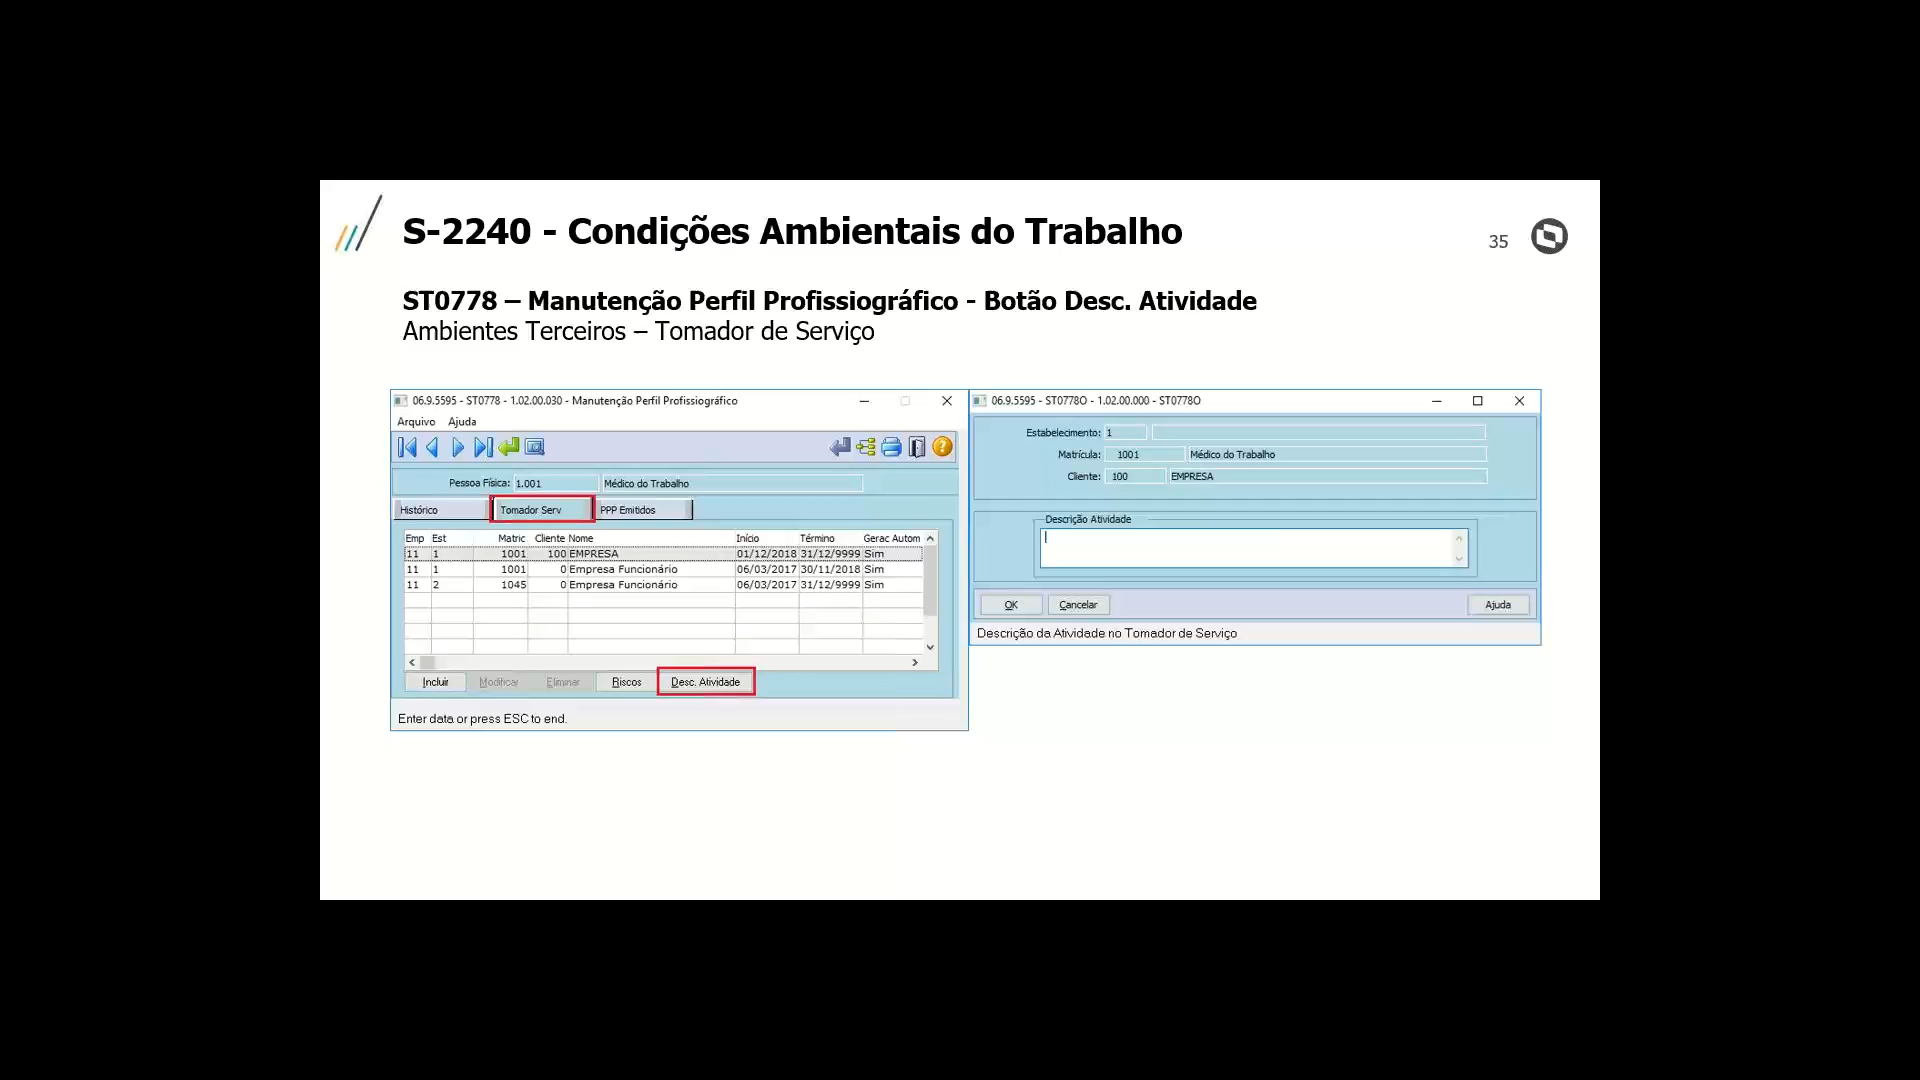 S-2240 - Condições Ambientais do Trabalho
35
ST0778 – Manutenção Perfil Profissiográfico - Botão Desc. Atividade
Ambientes Terceiros – Tomador de Serviço
06.9.5595 - ST0778 - 1.02.00.030 - Manutenção Perfil Profissiográfico
Arquivo Ajuda
Pessoa Física: 1.001 Médico do Trabalho
Histórico Tomador Serv PPP Emitidos
Emp Est Matric Cliente Nome Início Término Gerac Autom
11 1 1001 100 EMPRESA 01/12/2018 31/12/9999 Sim
11 1 1001 0 Empresa Funcionário 06/03/2017 30/11/2018 Sim
11 2 1045 0 Empresa Funcionário 06/03/2017 31/12/9999 Sim
Incluir Modificar Eliminar Riscos Desc. Atividade
Enter data or press ESC to end.
06.9.5595 - ST0778O - 1.02.00.000 - ST0778O
Estabelecimento: 1
Matrícula: 1001 Médico do Trabalho
Cliente: 100 EMPRESA
Descrição Atividade
OK Cancelar Ajuda
Descrição da Atividade no Tomador de Serviço